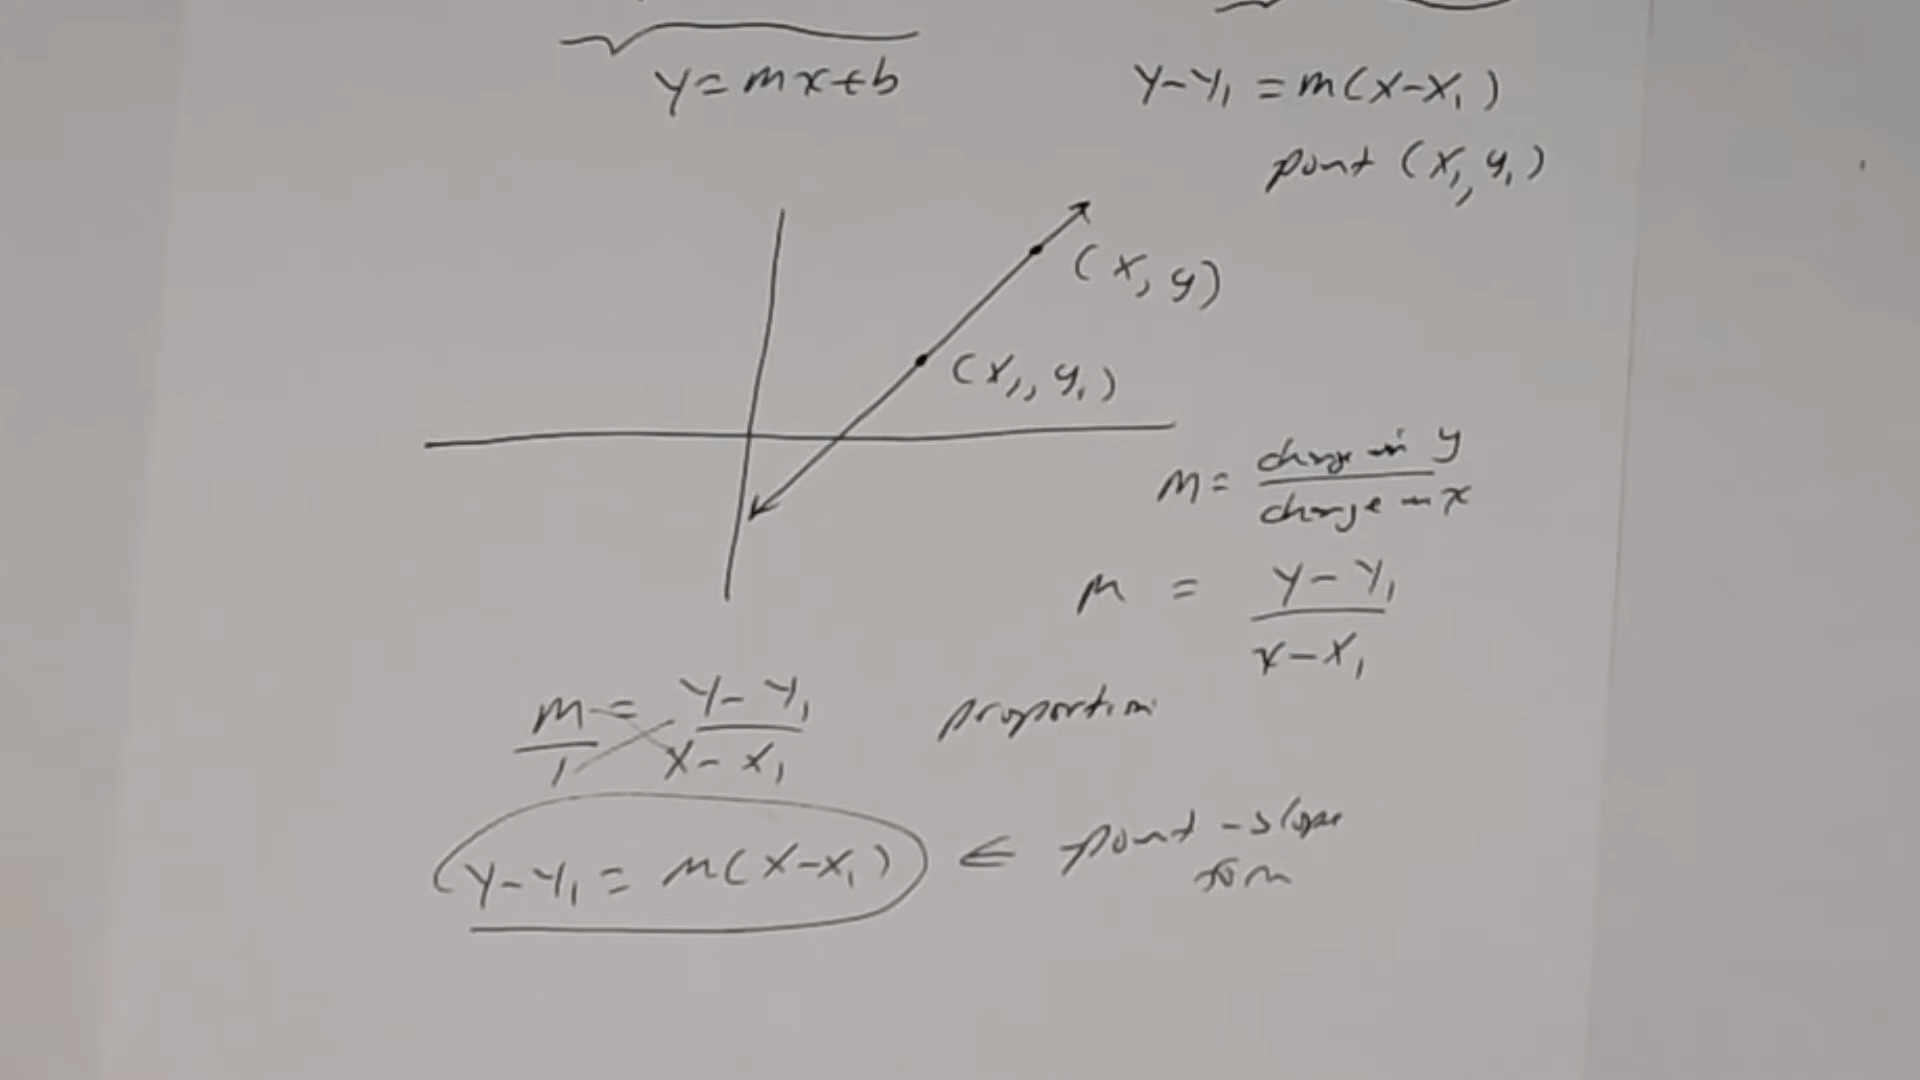 y = mx + b
y - y₁ = m(x - x₁)
point (x₁, y₁)
(x, y)
(x₁, y₁)
m = change in y / change in x
m = y - y₁ / x - x₁
m / 1 = y - y₁ / x - x₁
proportion
y - y₁ = m(x - x₁) ← point-slope
form